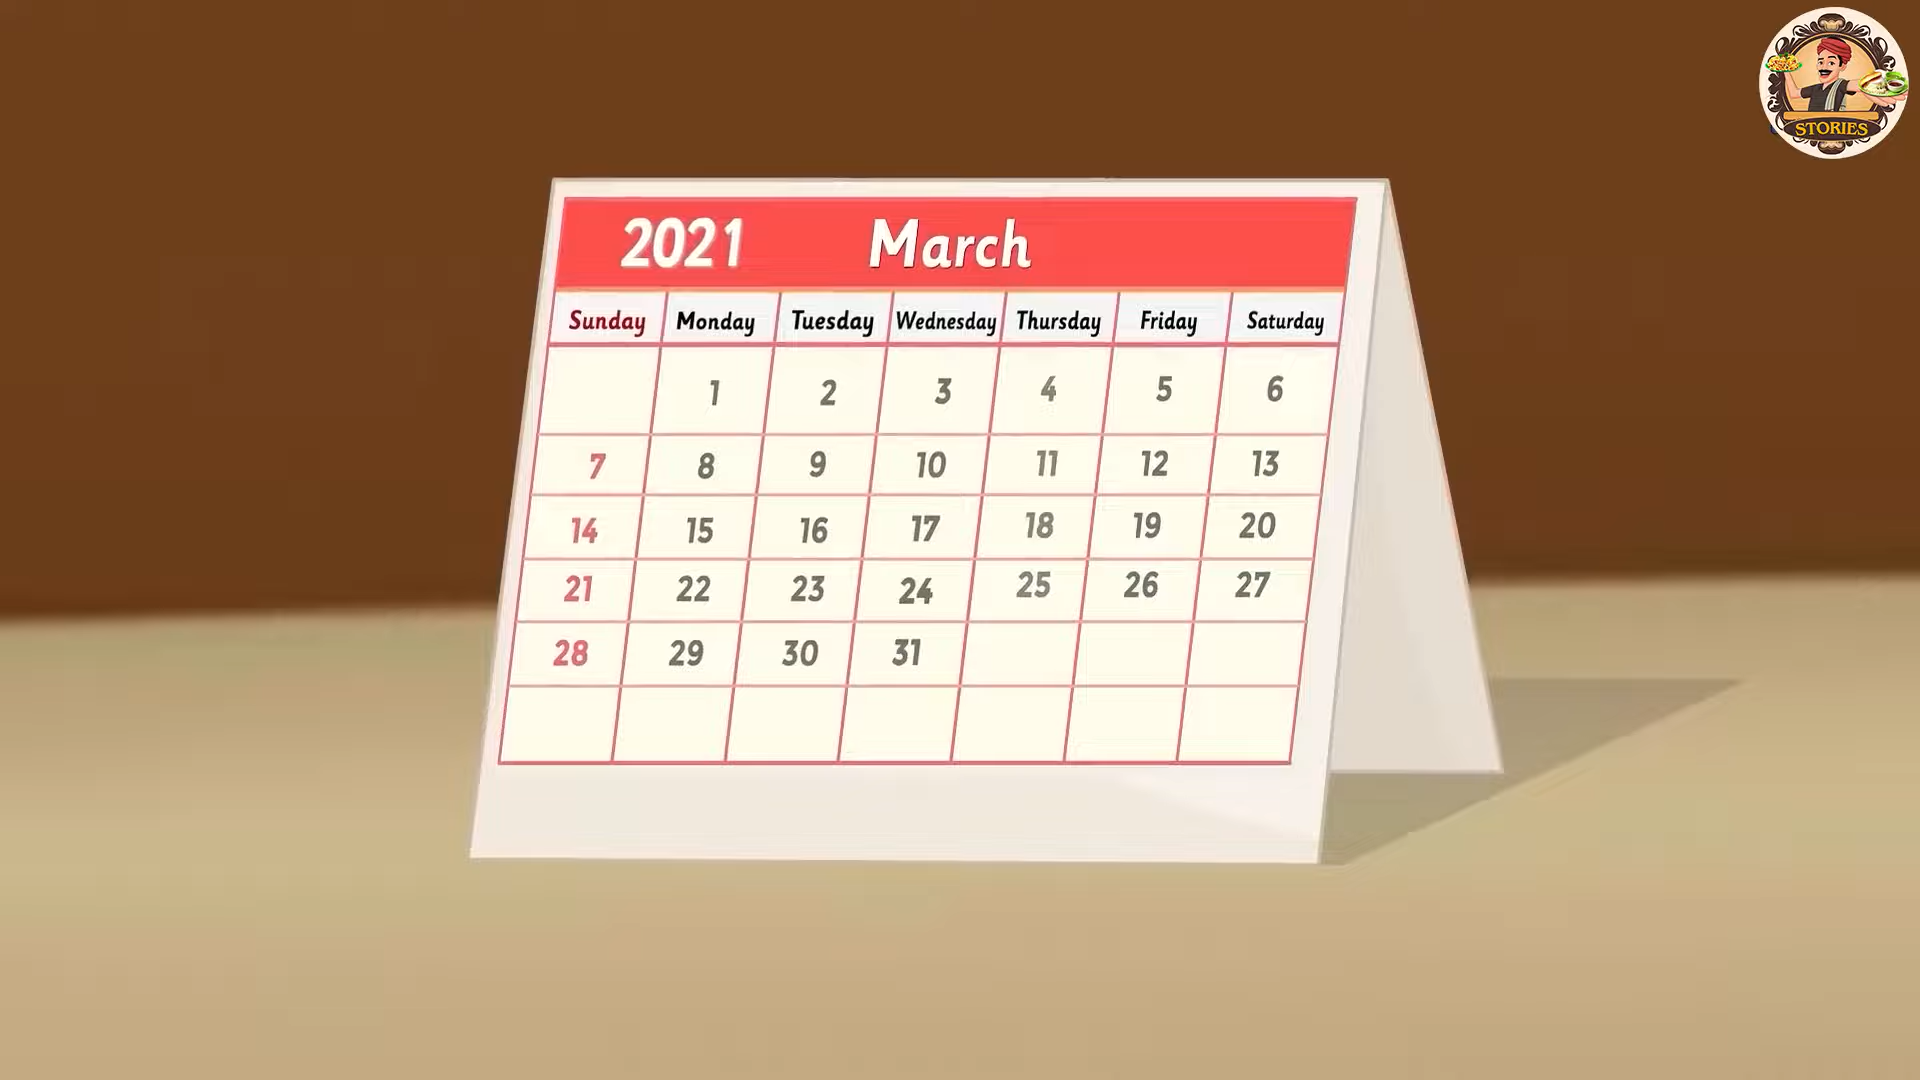 STORIES
2021 March
Sunday Monday Tuesday Wednesday Thursday Friday Saturday
1 2 3 4 5 6
7 8 9 10 11 12 13
14 15 16 17 18 19 20
21 22 23 24 25 26 27
28 29 30 31